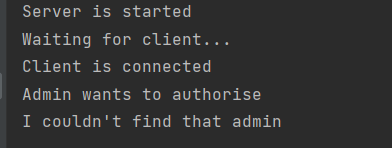 Server is started
Waiting for client...
Client is connected
Admin wants to authorise
I couldn't find that admin